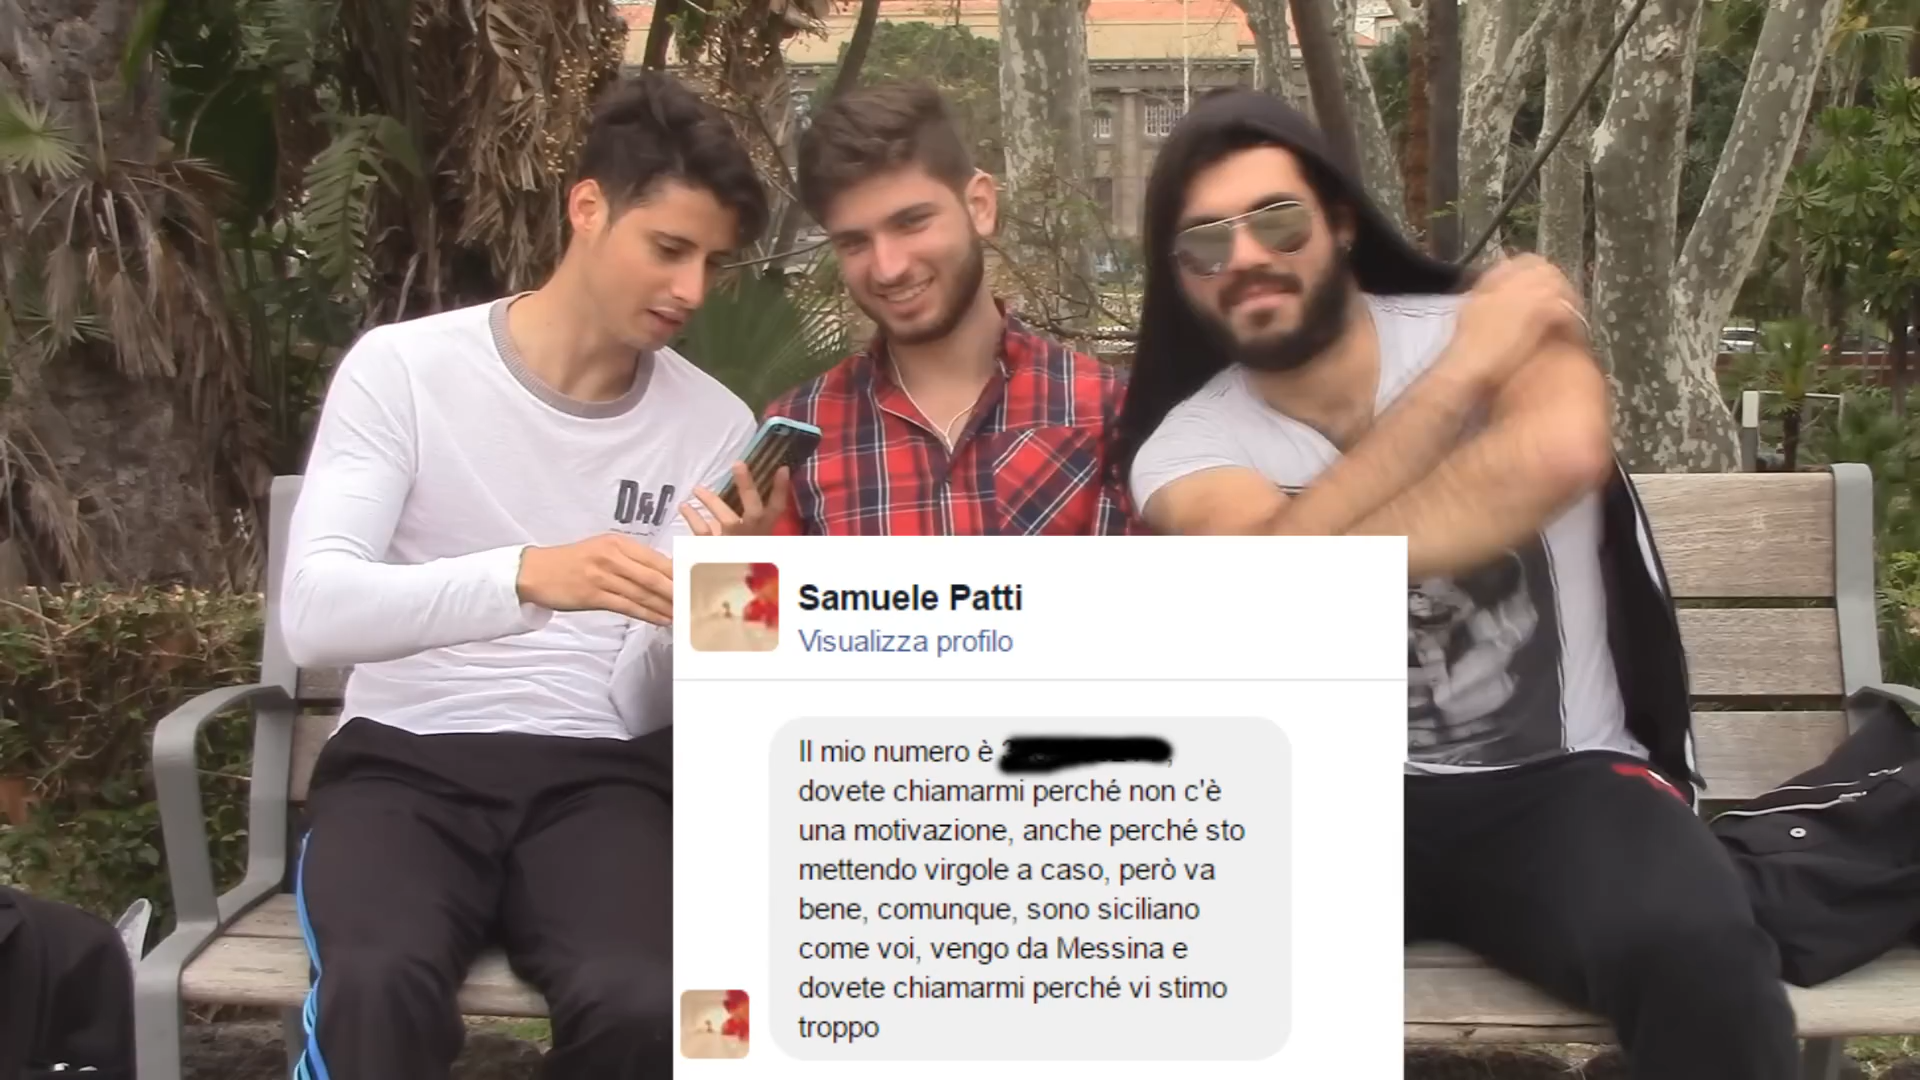 D&G
Samuele Patti
Visualizza profilo
Il mio numero è
dovete chiamarmi perché non c'è
una motivazione, anche perché sto
mettendo virgole a caso, però va
bene, comunque, sono siciliano
come voi, vengo da Messina e
dovete chiamarmi perché vi stimo
troppo